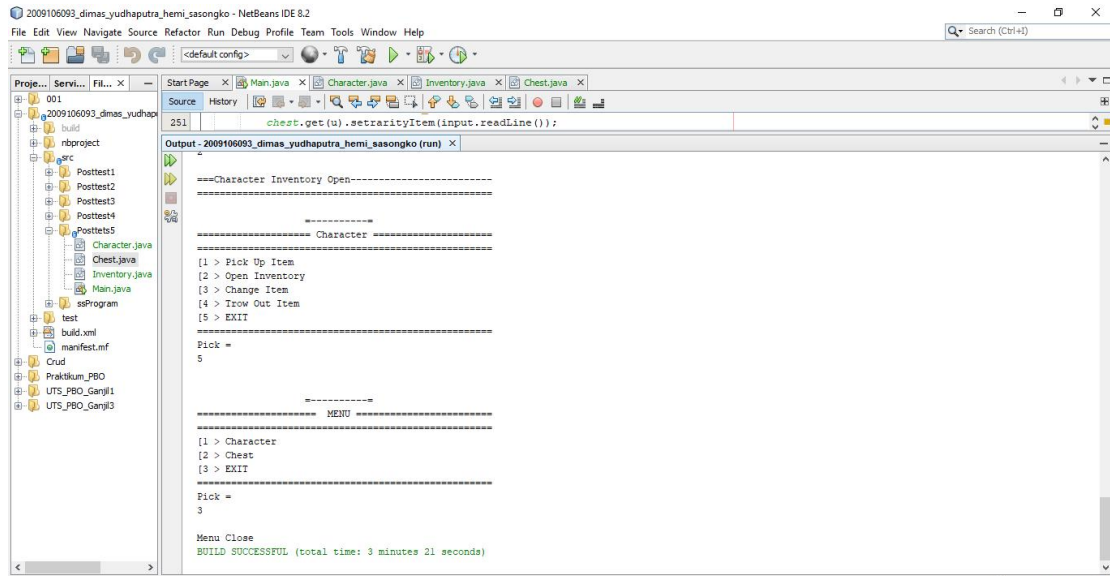 2009106093_dimas_yudhaputra_hemi_sasongko - NetBeans IDE 8.2
File Edit View Navigate Source Refactor Run Debug Profile Team Tools Window Help
Search (Ctrl+I)
<default config>
Proje... Servi... Fil...
Start Page Main.java Character.java Inventory.java Chest.java
Source History
001
2009106093_dimas_yudhap
build
nbproject
src
Posttest1
Posttest2
Posttest3
Posttest4
Posttets5
Character.java
Chest.java
Inventory.java
Main.java
ssProgram
test
build.xml
manifest.mf
Crud
Praktikum_PBO
UTS_PBO_Ganjil1
UTS_PBO_Ganjil3
251 chest.get(u).setrarityItem(input.readLine());
Output - 2009106093_dimas_yudhaputra_hemi_sasongko (run)
===Character Inventory Open-------------------------
====================================================
=----------=
==================== Character =====================
====================================================
[1 > Pick Up Item
[2 > Open Inventory
[3 > Change Item
[4 > Trow Out Item
[5 > EXIT
====================================================
Pick =
5
=----------=
===================== MENU ========================
====================================================
[1 > Character
[2 > Chest
[3 > EXIT
====================================================
Pick =
3
Menu Close
BUILD SUCCESSFUL (total time: 3 minutes 21 seconds)